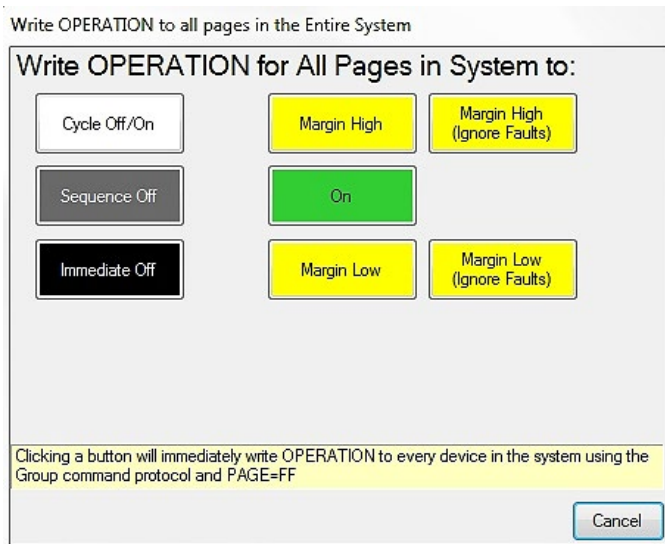 Write OPERATION to all pages in the Entire System
Write OPERATION for All Pages in System to:
Cycle Off/On
Margin High
Margin High
(Ignore Faults)
Sequence Off
On
Immediate Off
Margin Low
Margin Low
(Ignore Faults)
Clicking a button will immediately write OPERATION to every device in the system using the
Group command protocol and PAGE=FF
Cancel